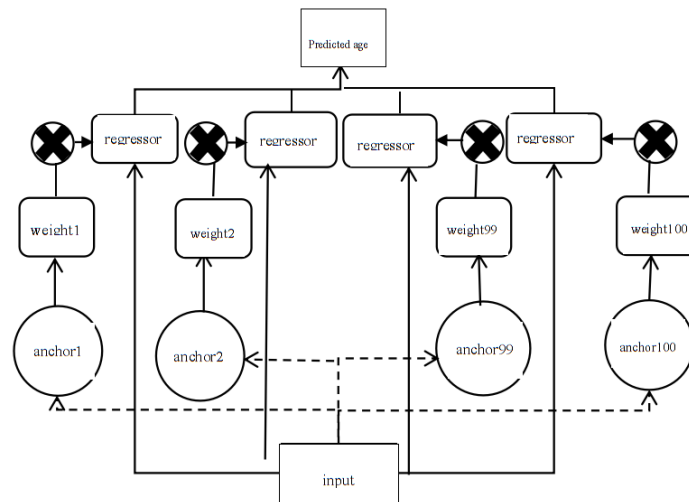 Predicted age
regressor
regressor
regressor
regressor
weight1
weight2
weight99
weight100
anchor1
anchor2
anchor99
anchor100
input